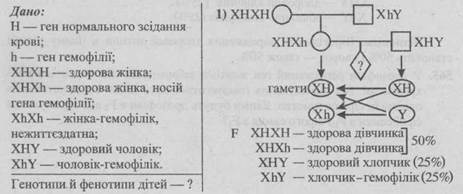 Дано:
H — ген нормального зсідання
крові;
h — ген гемофілії;
XHXH — здорова жінка;
XHXh — здорова жінка, носій
гена гемофілії;
XhXh — жінка-гемофілік,
нежиттєздатна;
XHY — здоровий чоловік;
XhY — чоловік-гемофілік.
Генотипи й фенотипи дітей — ?
1) XHXH XhY
XHXh XHY
?
гамети XH XH
Xh Y
F XHXH — здорова дівчинка
XHXh — здорова дівчинка
50%
XHY — здоровий хлопчик (25%)
XhY — хлопчик-гемофілік (25%)